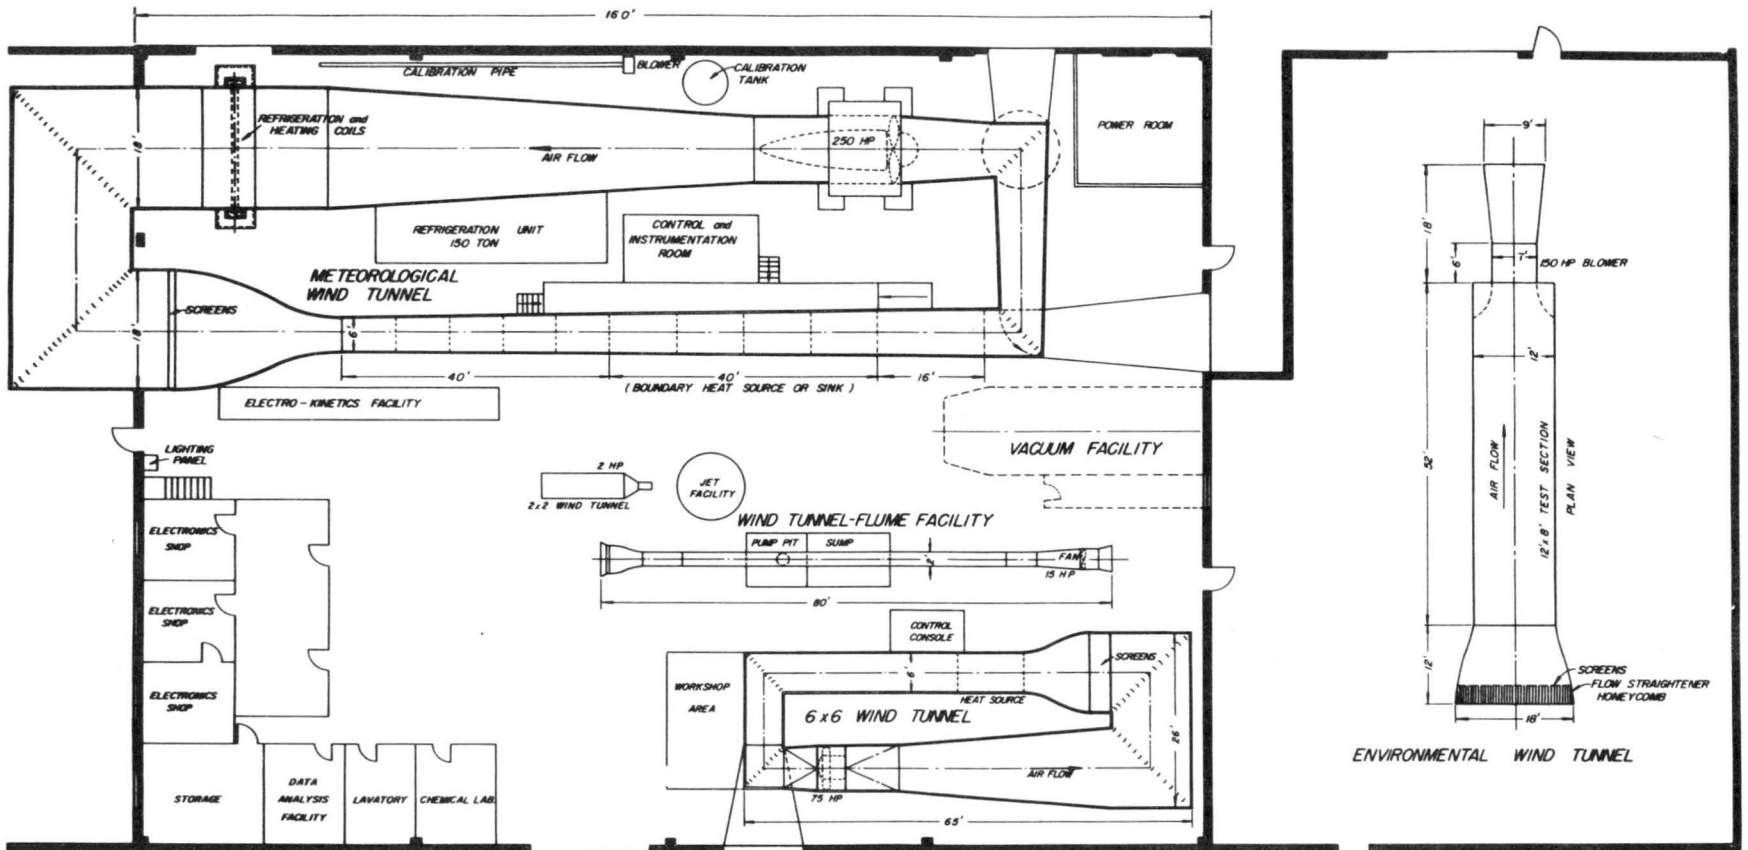 160'
CALIBRATION PIPE
BLOWER
CALIBRATION
TANK
REFRIGERATION and
HEATING COILS
18'
AIR FLOW
250 HP
POWER ROOM
REFRIGERATION UNIT
150 TON
CONTROL and
INSTRUMENTATION
ROOM
METEOROLOGICAL
WIND TUNNEL
SCREENS
18'
6'
40'
40'
16'
(BOUNDARY HEAT SOURCE OR SINK)
ELECTRO-KINETICS FACILITY
LIGHTING
PANEL
VACUUM FACILITY
2 HP
2x2 WIND TUNNEL
JET
FACILITY
WIND TUNNEL-FLUME FACILITY
PUMP PIT
SUMP
2'
FAN
15 HP
80'
ELECTRONICS
SHOP
ELECTRONICS
SHOP
ELECTRONICS
SHOP
STORAGE
DATA
ANALYSIS
FACILITY
LAVATORY
CHEMICAL LAB.
WORKSHOP
AREA
CONTROL
CONSOLE
SCREENS
6'
HEAT SOURCE
6x6 WIND TUNNEL
26'
AIR FLOW
75 HP
65'
9'
18'
6'
7'
150 HP BLOWER
12'
52'
AIR FLOW
12'x8' TEST SECTION
PLAN VIEW
12'
SCREENS
FLOW STRAIGHTENER
HONEYCOMB
18'
ENVIRONMENTAL WIND TUNNEL